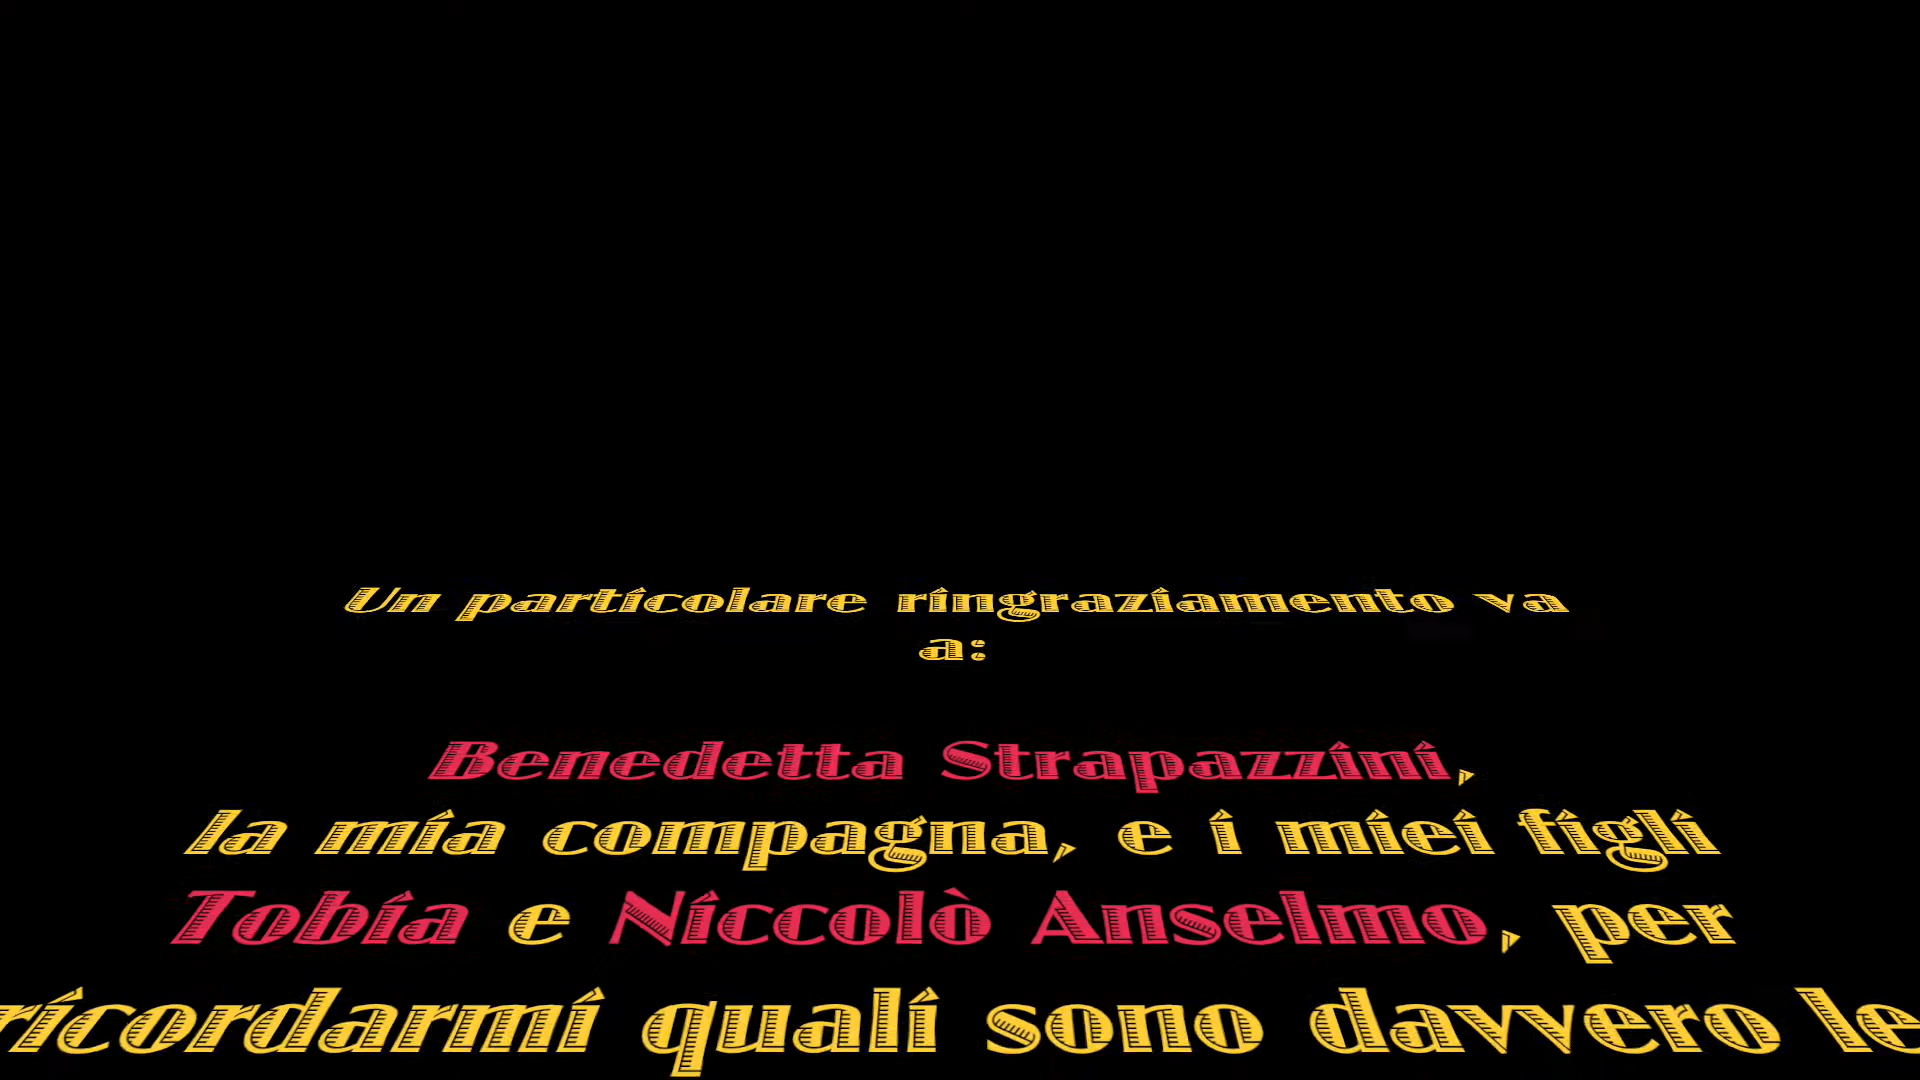 Un particolare ringraziamento va
a:
Benedetta Strapazzini,
la mia compagna, e i miei figli
Tobia e Niccolò Anselmo, per
ricordarmi quali sono davvero le